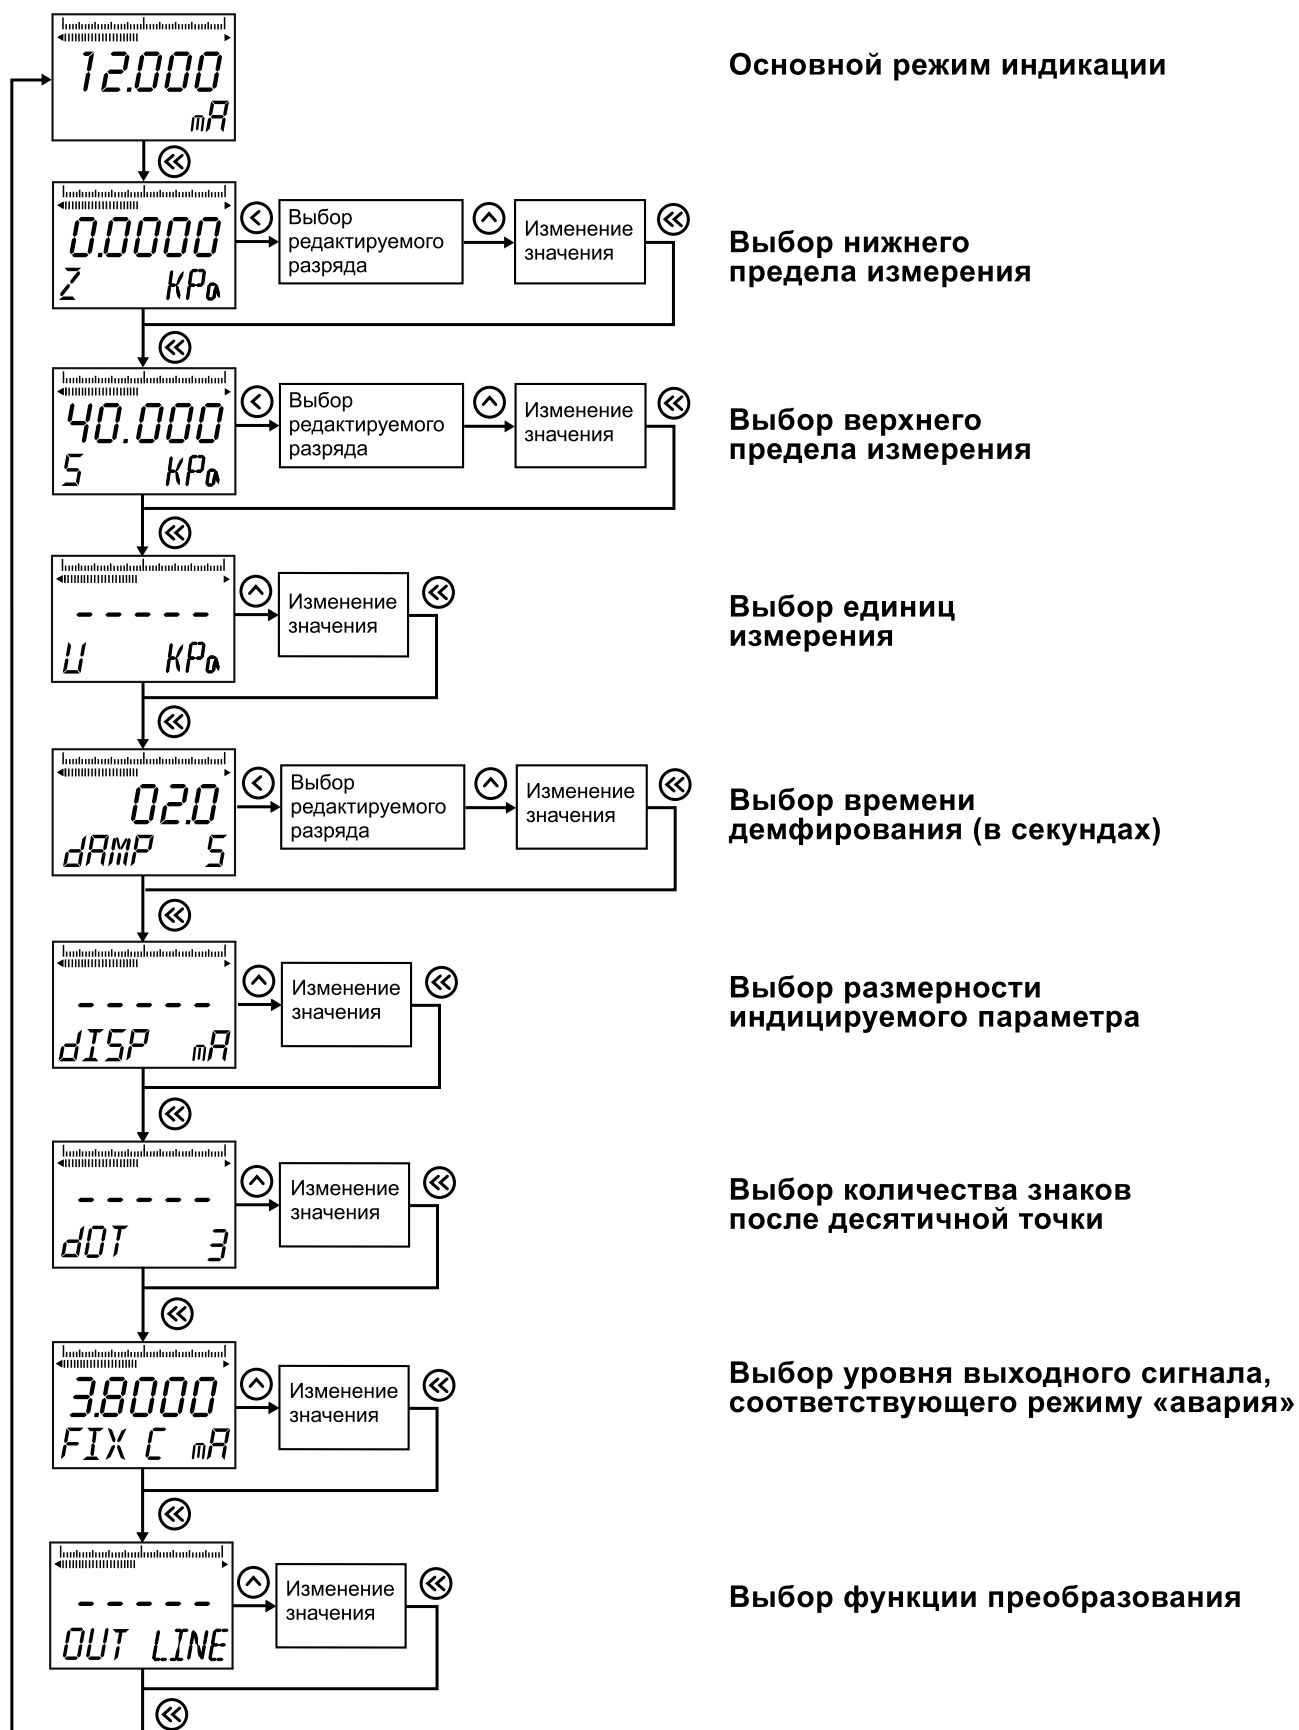 12.000
mA
Основной режим индикации
0.0000
Z KPa
Выбор
редактируемого
разряда
Изменение
значения
Выбор нижнего
предела измерения
40.000
S KPa
Выбор
редактируемого
разряда
Изменение
значения
Выбор верхнего
предела измерения
- - - - -
U KPa
Изменение
значения
Выбор единиц
измерения
02.0
dAMP S
Выбор
редактируемого
разряда
Изменение
значения
Выбор времени
демфирования (в секундах)
- - - - -
dISP mA
Изменение
значения
Выбор размерности
индицируемого параметра
- - - - -
dOT 3
Изменение
значения
Выбор количества знаков
после десятичной точки
3.8000
FIX C mA
Изменение
значения
Выбор уровня выходного сигнала,
соответствующего режиму «авария»
- - - - -
OUT LINE
Изменение
значения
Выбор функции преобразования